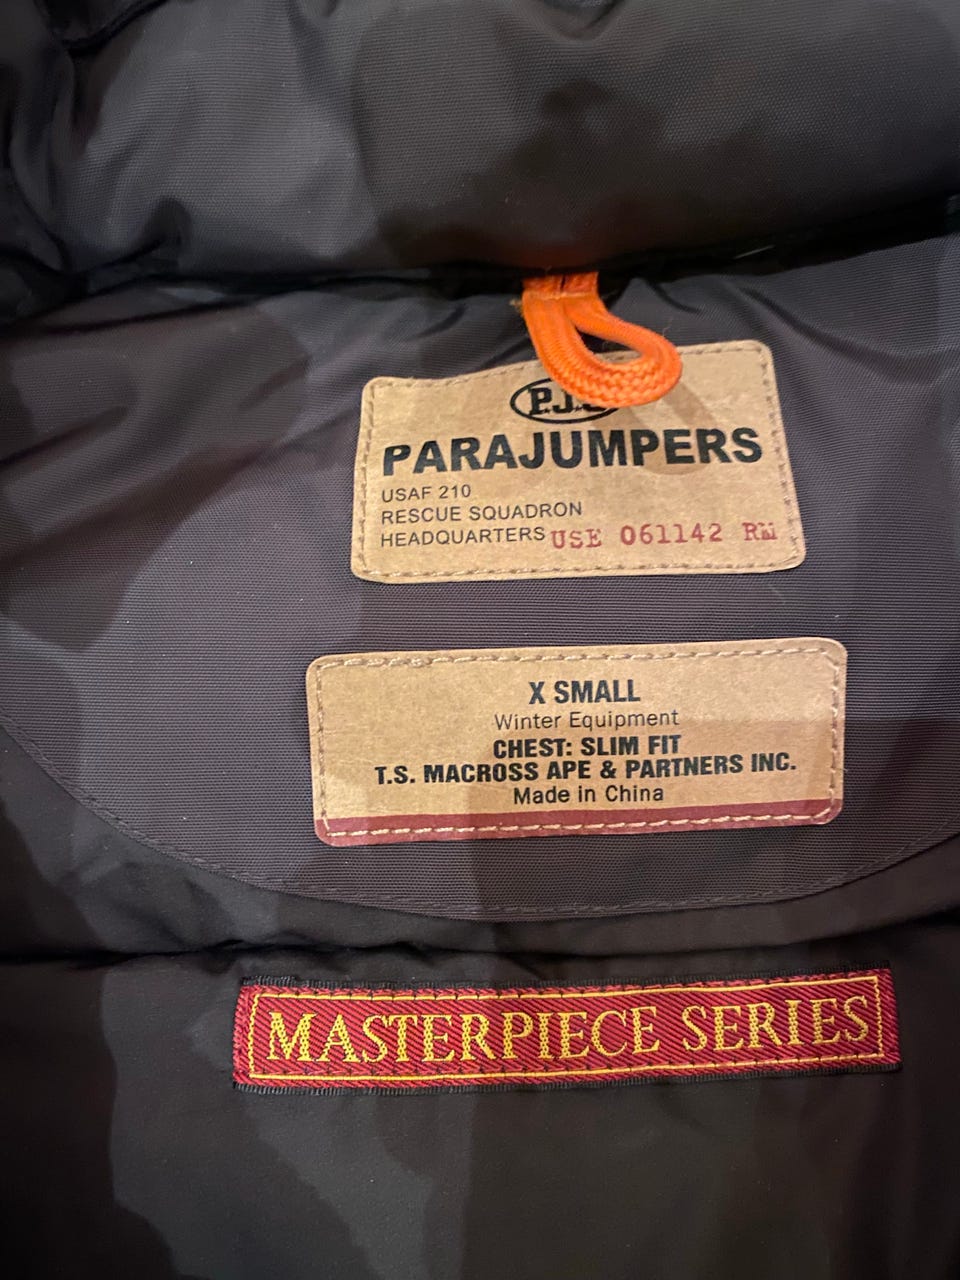 PARAJUMPERS
USAF 210
RESCUE SQUADRON
HEADQUARTERS USE 061142 RM
X SMALL
Winter Equipment
CHEST: SLIM FIT
T.S. MACROSS APE & PARTNERS INC.
Made in China
MASTERPIECE SERIES